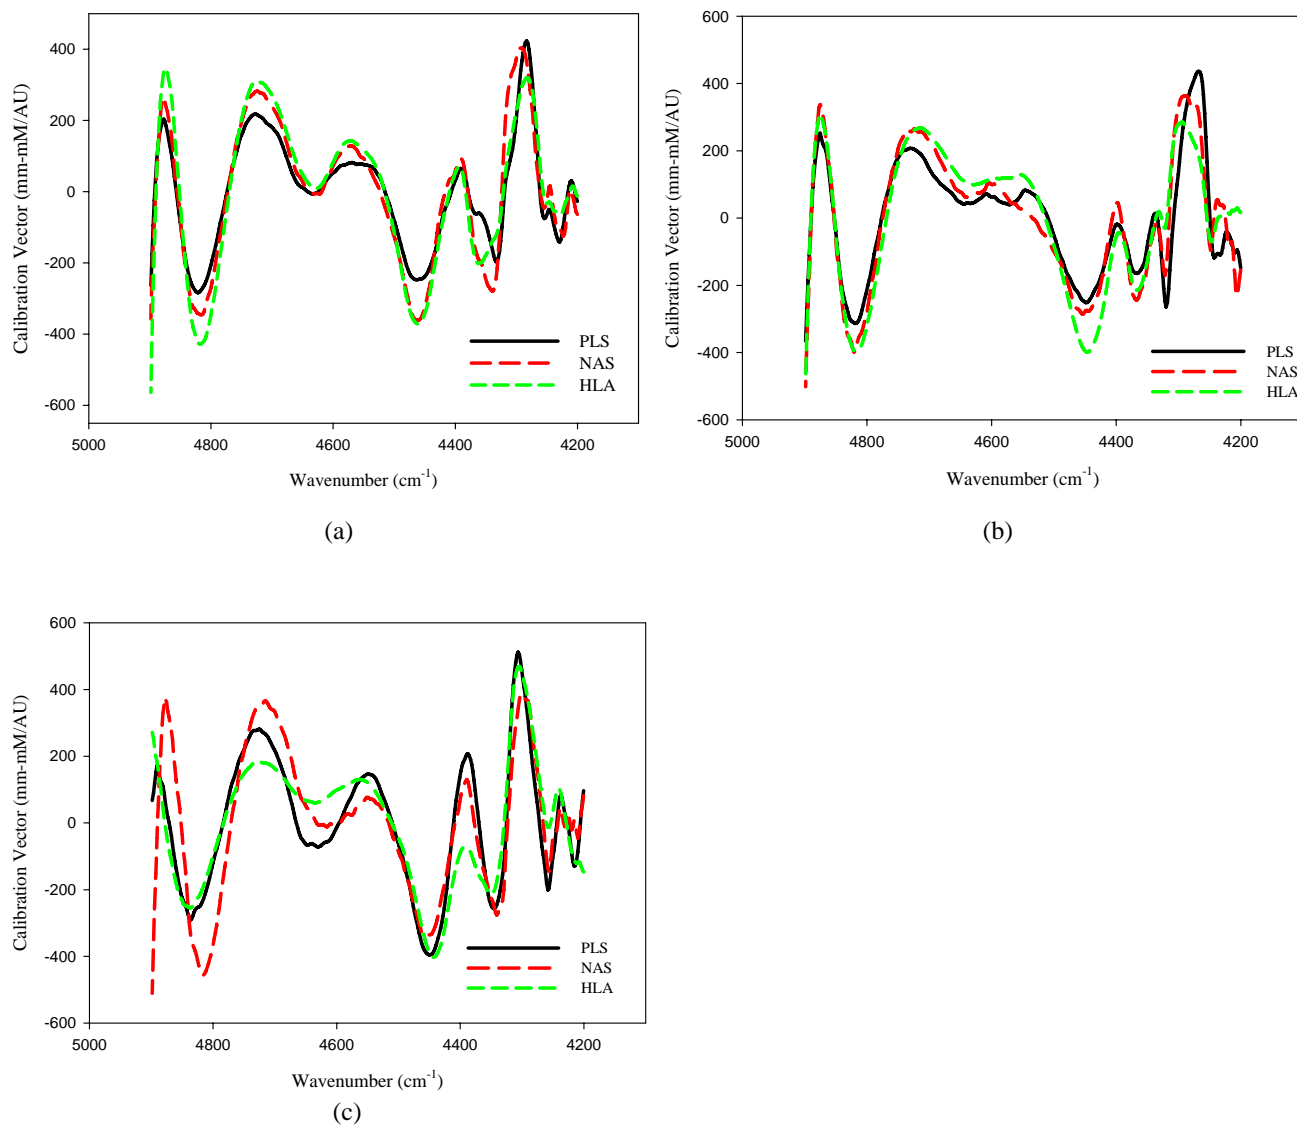 400
200
0
-200
-400
-600
Calibration Vector (mm-mM/AU)
5000 4800 4600 4400 4200
Wavenumber (cm-1)
PLS
NAS
HLA
(a)
600
400
200
0
-200
-400
-600
Calibration Vector (mm-mM/AU)
5000 4800 4600 4400 4200
Wavenumber (cm-1)
PLS
NAS
HLA
(b)
600
400
200
0
-200
-400
-600
Calibration Vector (mm-mM/AU)
5000 4800 4600 4400 4200
Wavenumber (cm-1)
PLS
NAS
HLA
(c)